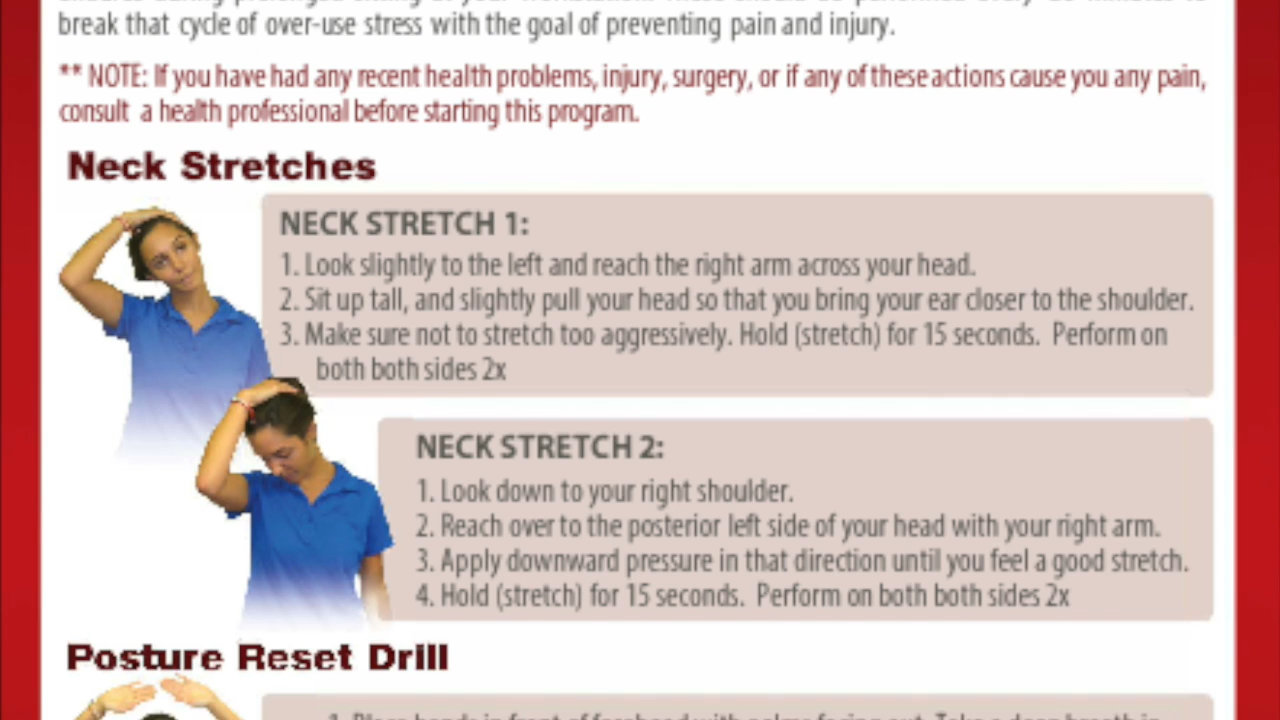 break that cycle of over-use stress with the goal of preventing pain and injury.
** NOTE: If you have had any recent health problems, injury, surgery, or if any of these actions cause you any pain,
consult a health professional before starting this program.
Neck Stretches
NECK STRETCH 1:
1. Look slightly to the left and reach the right arm across your head.
2. Sit up tall, and slightly pull your head so that you bring your ear closer to the shoulder.
3. Make sure not to stretch too aggressively. Hold (stretch) for 15 seconds. Perform on
both both sides 2x
NECK STRETCH 2:
1. Look down to your right shoulder.
2. Reach over to the posterior left side of your head with your right arm.
3. Apply downward pressure in that direction until you feel a good stretch.
4. Hold (stretch) for 15 seconds. Perform on both both sides 2x
Posture Reset Drill